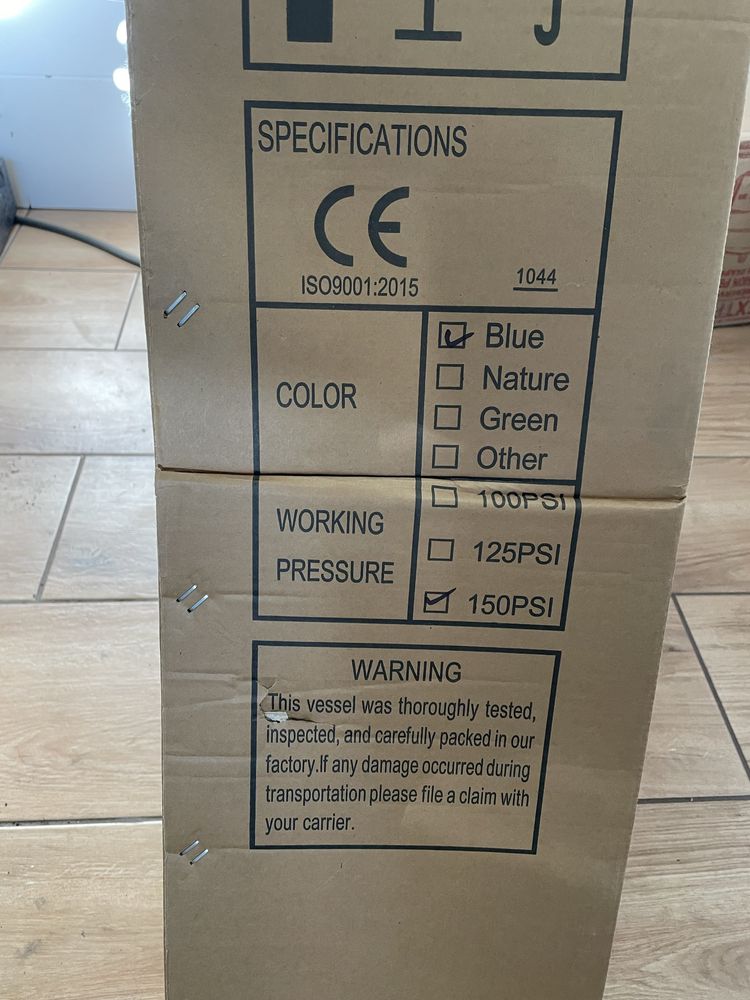 SPECIFICATIONS
CE
ISO9001:2015
1044
COLOR
Blue
Nature
Green
Other
WORKING
PRESSURE
100PSI
125PSI
150PSI
WARNING
This vessel was thoroughly tested,
inspected, and carefully packed in our
factory.If any damage occurred during
transportation please file a claim with
your carrier.